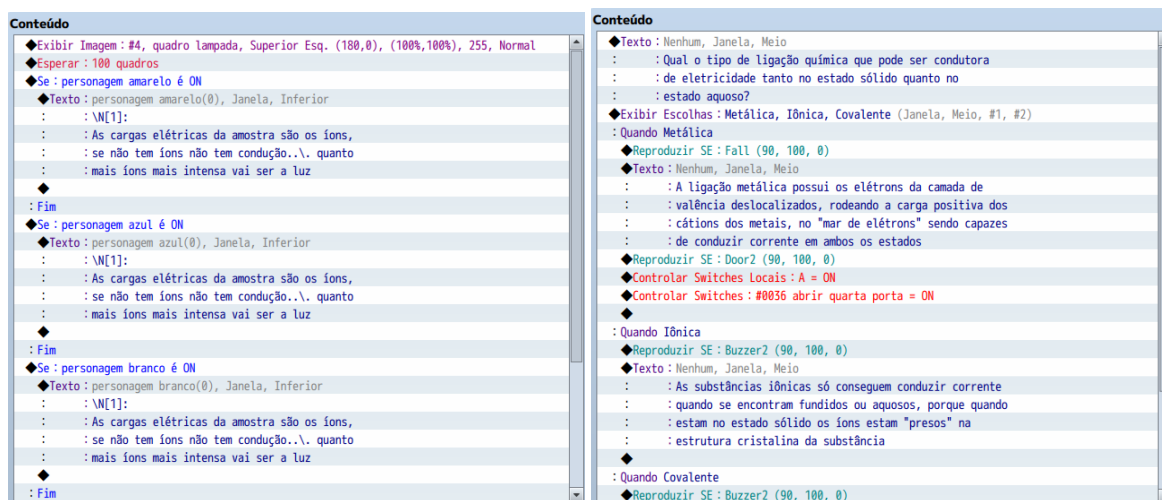 Conteúdo
◆Exibir Imagem：#4, quadro lampada, Superior Esq. (180,0), (100%,100%), 255, Normal
◆Esperar：100 quadros
◆Se：personagem amarelo é ON
◆Texto：personagem amarelo(0), Janela, Inferior
：　：\N[1]:
：　：As cargas elétricas da amostra são os íons,
：　：se não tem íons não tem condução..\. quanto
：　：mais íons mais intensa vai ser a luz
◆
：Fim
◆Se：personagem azul é ON
◆Texto：personagem azul(0), Janela, Inferior
：　：\N[1]:
：　：As cargas elétricas da amostra são os íons,
：　：se não tem íons não tem condução..\. quanto
：　：mais íons mais intensa vai ser a luz
◆
：Fim
◆Se：personagem branco é ON
◆Texto：personagem branco(0), Janela, Inferior
：　：\N[1]:
：　：As cargas elétricas da amostra são os íons,
：　：se não tem íons não tem condução..\. quanto
：　：mais íons mais intensa vai ser a luz
◆
：Fim
Conteúdo
◆Texto：Nenhum, Janela, Meio
：　：Qual o tipo de ligação química que pode ser condutora
：　：de eletricidade tanto no estado sólido quanto no
：　：estado aquoso?
◆Exibir Escolhas：Metálica, Iônica, Covalente (Janela, Meio, #1, #2)
：Quando Metálica
◆Reproduzir SE：Fall (90, 100, 0)
◆Texto：Nenhum, Janela, Meio
：　：A ligação metálica possui os elétrons da camada de
：　：valência deslocalizados, rodeando a carga positiva dos
：　：cátions dos metais, no "mar de elétrons" sendo capazes
：　：de conduzir corrente em ambos os estados
◆Reproduzir SE：Door2 (90, 100, 0)
◆Controlar Switches Locais：A = ON
◆Controlar Switches：#0036 abrir quarta porta = ON
◆
：Quando Iônica
◆Reproduzir SE：Buzzer2 (90, 100, 0)
◆Texto：Nenhum, Janela, Meio
：　：As substâncias iônicas só conseguem conduzir corrente
：　：quando se encontram fundidos ou aquosos, porque quando
：　：estam no estado sólido os íons estam "presos" na
：　：estrutura cristalina da substância
◆
：Quando Covalente
◆Reproduzir SE：Buzzer2 (90, 100, 0)